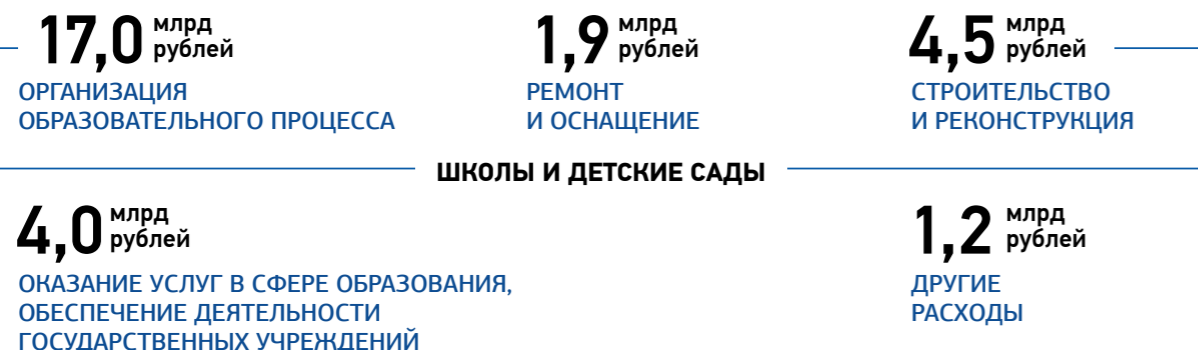 17,0 млрд рублей
ОРГАНИЗАЦИЯ
ОБРАЗОВАТЕЛЬНОГО ПРОЦЕССА
1,9 млрд рублей
РЕМОНТ
И ОСНАЩЕНИЕ
4,5 млрд рублей
СТРОИТЕЛЬСТВО
И РЕКОНСТРУКЦИЯ
ШКОЛЫ И ДЕТСКИЕ САДЫ
4,0 млрд рублей
ОКАЗАНИЕ УСЛУГ В СФЕРЕ ОБРАЗОВАНИЯ,
ОБЕСПЕЧЕНИЕ ДЕЯТЕЛЬНОСТИ
ГОСУДАРСТВЕННЫХ УЧРЕЖДЕНИЙ
1,2 млрд рублей
ДРУГИЕ
РАСХОДЫ